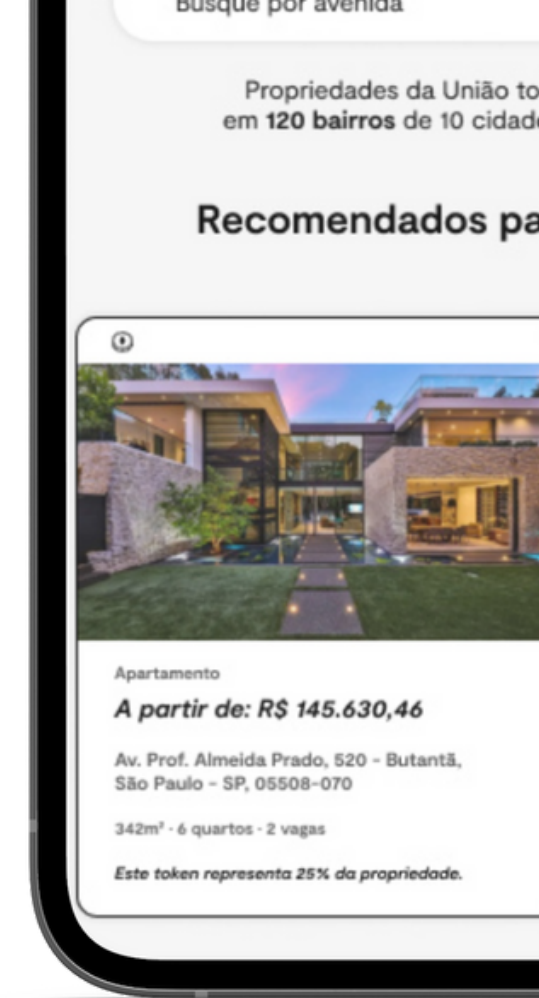 Busque por avenida
Propriedades da União to
em 120 bairros de 10 cidad
Recomendados pa
Apartamento
A partir de: R$ 145.630,46
Av. Prof. Almeida Prado, 520 - Butantã,
São Paulo - SP, 05508-070
342m² · 6 quartos · 2 vagas
Este token representa 25% da propriedade.